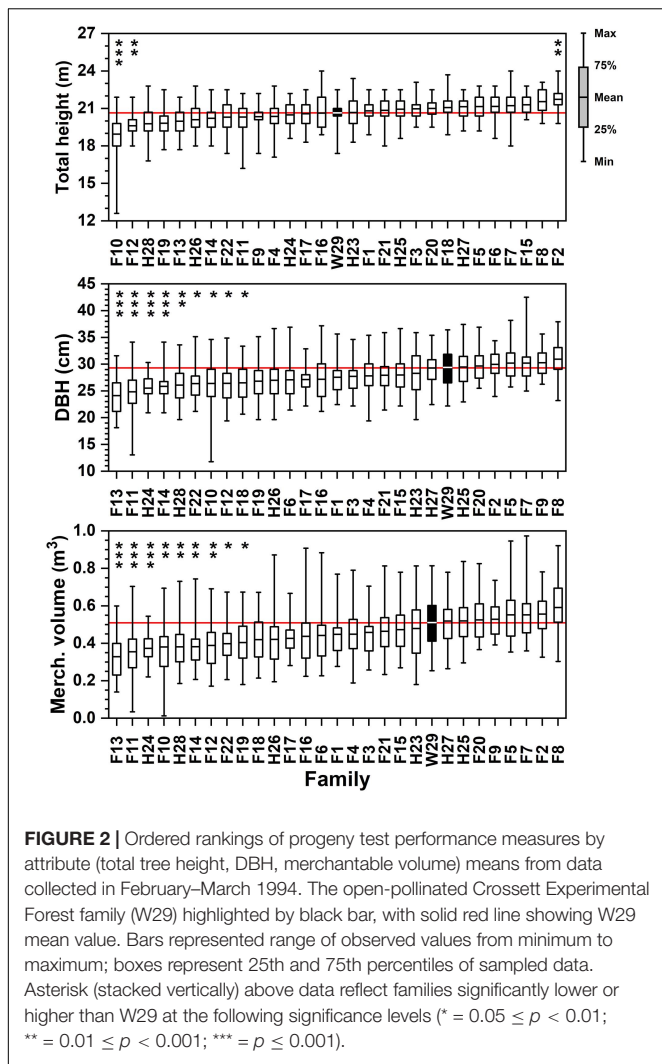 27
24
21
18
15
12
Total height (m)
*** ** **
Max
75%
Mean
25%
Min
F10 F12 H28 F19 F13 H26 F14 F22 F11 F9 F4 H24 F17 F16 W29 H23 F1 F21 H25 F3 F20 F18 H27 F5 F6 F7 F15 F8 F2
45
40
35
30
25
20
15
10
DBH (cm)
*** *** *** *** ** * * * *
F13 F11 H24 F14 H28 F22 F10 F12 F18 F19 H26 F6 F17 F16 F1 F3 F4 F21 F15 H23 H27 W29 H25 F20 F2 F5 F7 F9 F8
1.0
0.8
0.6
0.4
0.2
0.0
Merch. volume (m³)
*** *** *** ** ** ** ** * *
F13 F11 H24 F10 H28 F14 F12 F22 F19 F18 H26 F17 F16 F6 F1 F4 F3 F21 F15 H23 W29 H27 H25 F20 F9 F5 F7 F2 F8
Family
FIGURE 2 | Ordered rankings of progeny test performance measures by
attribute (total tree height, DBH, merchantable volume) means from data
collected in February–March 1994. The open-pollinated Crossett Experimental
Forest family (W29) highlighted by black bar, with solid red line showing W29
mean value. Bars represented range of observed values from minimum to
maximum; boxes represent 25th and 75th percentiles of sampled data.
Asterisk (stacked vertically) above data reflect families significantly lower or
higher than W29 at the following significance levels (* = 0.05 ≤ p < 0.01;
** = 0.01 ≤ p < 0.001; *** = p ≤ 0.001).